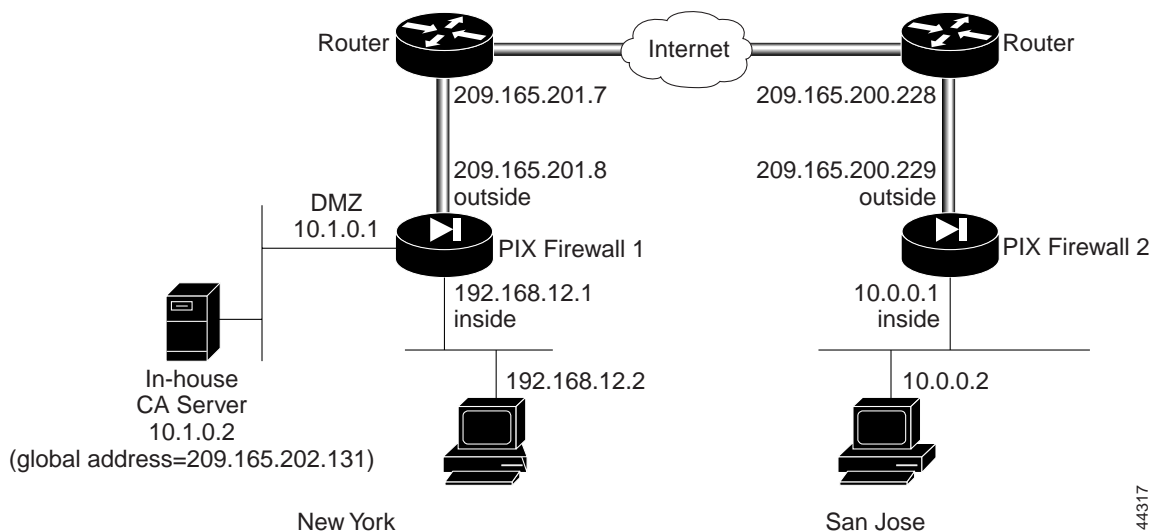 Router
Internet
Router
209.165.201.7
209.165.200.228
209.165.201.8
outside
209.165.200.229
outside
DMZ
10.1.0.1
PIX Firewall 1
PIX Firewall 2
192.168.12.1
inside
10.0.0.1
inside
192.168.12.2
10.0.0.2
In-house
CA Server
10.1.0.2
(global address=209.165.202.131)
New York
San Jose
44317